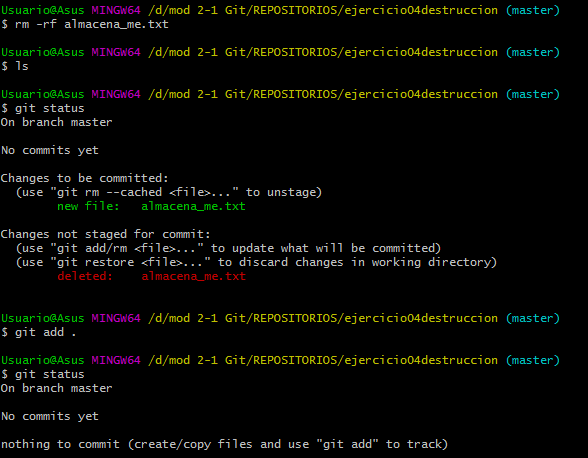 Usuario@Asus MINGW64 /d/mod 2-1 Git/REPOSITORIOS/ejercicio04destruccion (master)
$ rm -rf almacena_me.txt
Usuario@Asus MINGW64 /d/mod 2-1 Git/REPOSITORIOS/ejercicio04destruccion (master)
$ ls
Usuario@Asus MINGW64 /d/mod 2-1 Git/REPOSITORIOS/ejercicio04destruccion (master)
$ git status
On branch master
No commits yet
Changes to be committed:
  (use "git rm --cached <file>..." to unstage)
        new file:   almacena_me.txt
Changes not staged for commit:
  (use "git add/rm <file>..." to update what will be committed)
  (use "git restore <file>..." to discard changes in working directory)
        deleted:    almacena_me.txt
Usuario@Asus MINGW64 /d/mod 2-1 Git/REPOSITORIOS/ejercicio04destruccion (master)
$ git add .
Usuario@Asus MINGW64 /d/mod 2-1 Git/REPOSITORIOS/ejercicio04destruccion (master)
$ git status
On branch master
No commits yet
nothing to commit (create/copy files and use "git add" to track)